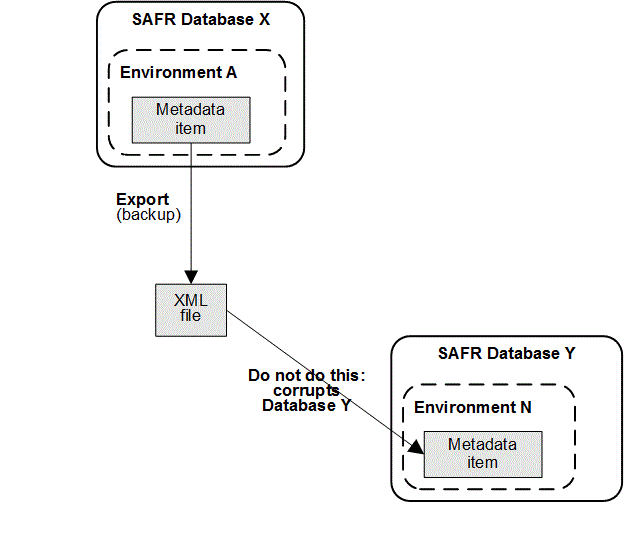 SAFR Database X
Environment A
Metadata
item
Export
(backup)
XML
file
SAFR Database Y
Do not do this:
corrupts
Database Y
Environment N
Metadata
item